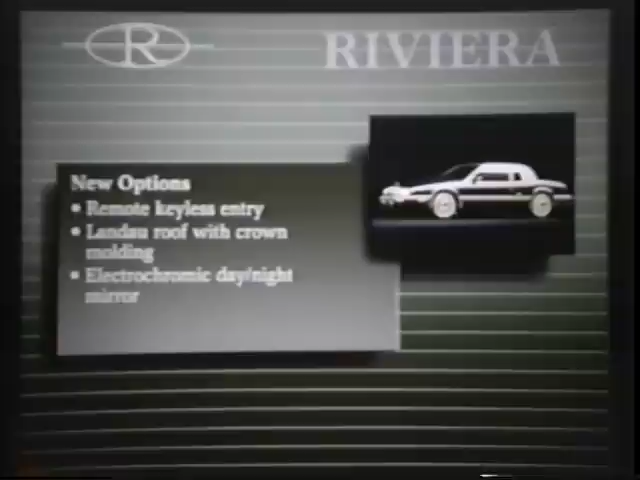 R
RIVIERA
New Options
• Remote keyless entry
• Landau roof with crown
molding
• Electrochromic day/night
mirror